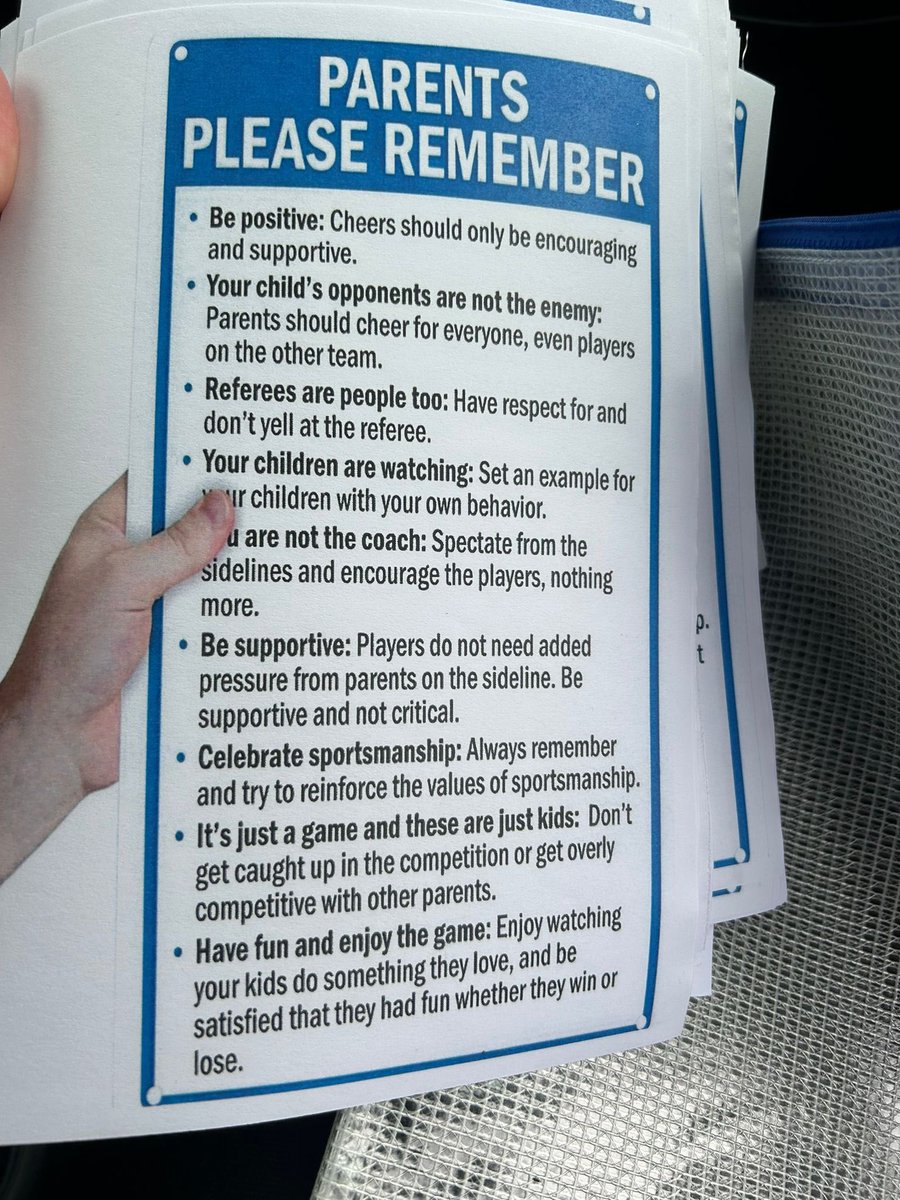 PARENTS
PLEASE REMEMBER
• Be positive: Cheers should only be encouraging
and supportive.
• Your child's opponents are not the enemy:
Parents should cheer for everyone, even players
on the other team.
• Referees are people too: Have respect for and
don't yell at the referee.
• Your children are watching: Set an example for
your children with your own behavior.
are not the coach: Spectate from the
sidelines and encourage the players, nothing
more.
• Be supportive: Players do not need added
pressure from parents on the sideline. Be
supportive and not critical.
• Celebrate sportsmanship: Always remember
and try to reinforce the values of sportsmanship.
• It's just a game and these are just kids: Don't
get caught up in the competition or get overly
competitive with other parents.
• Have fun and enjoy the game: Enjoy watching
your kids do something they love, and be
satisfied that they had fun whether they win or
lose.